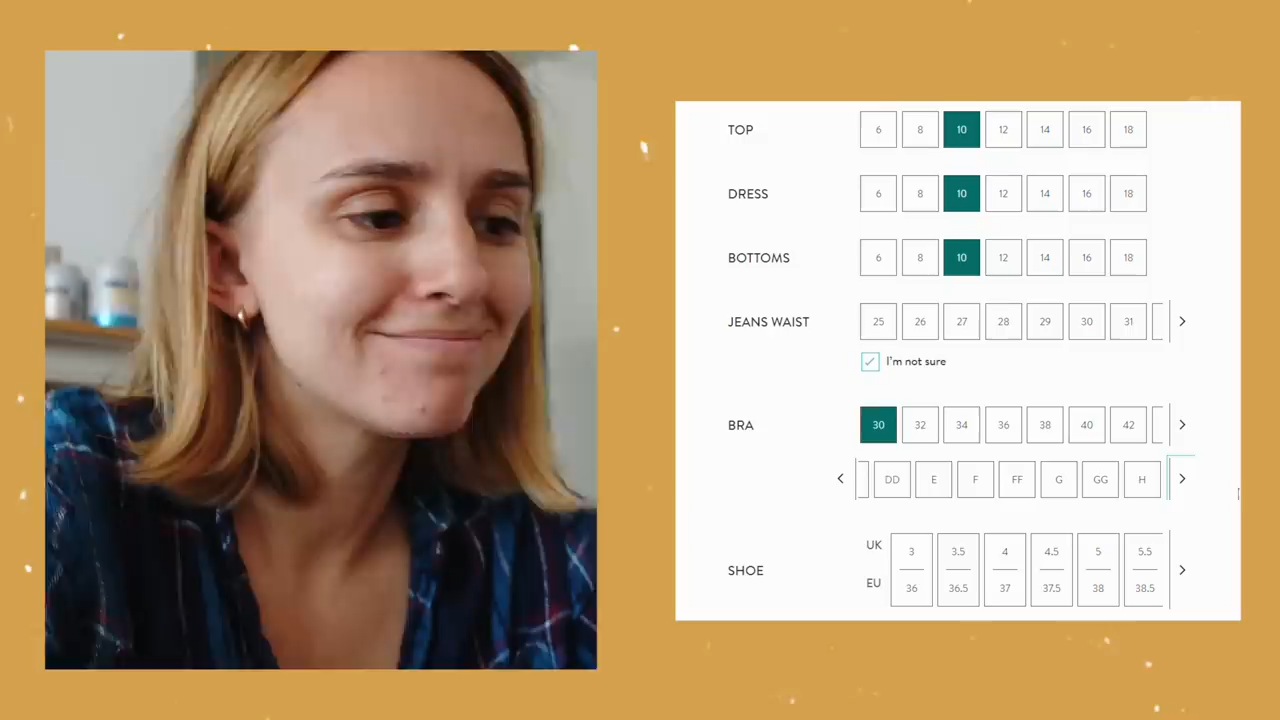 TOP 6 8 10 12 14 16 18
DRESS 6 8 10 12 14 16 18
BOTTOMS 6 8 10 12 14 16 18
JEANS WAIST 25 26 27 28 29 30 31
I'm not sure
BRA 30 32 34 36 38 40 42
DD E F FF G GG H
UK 3 3.5 4 4.5 5 5.5
SHOE
EU 36 36.5 37 37.5 38 38.5